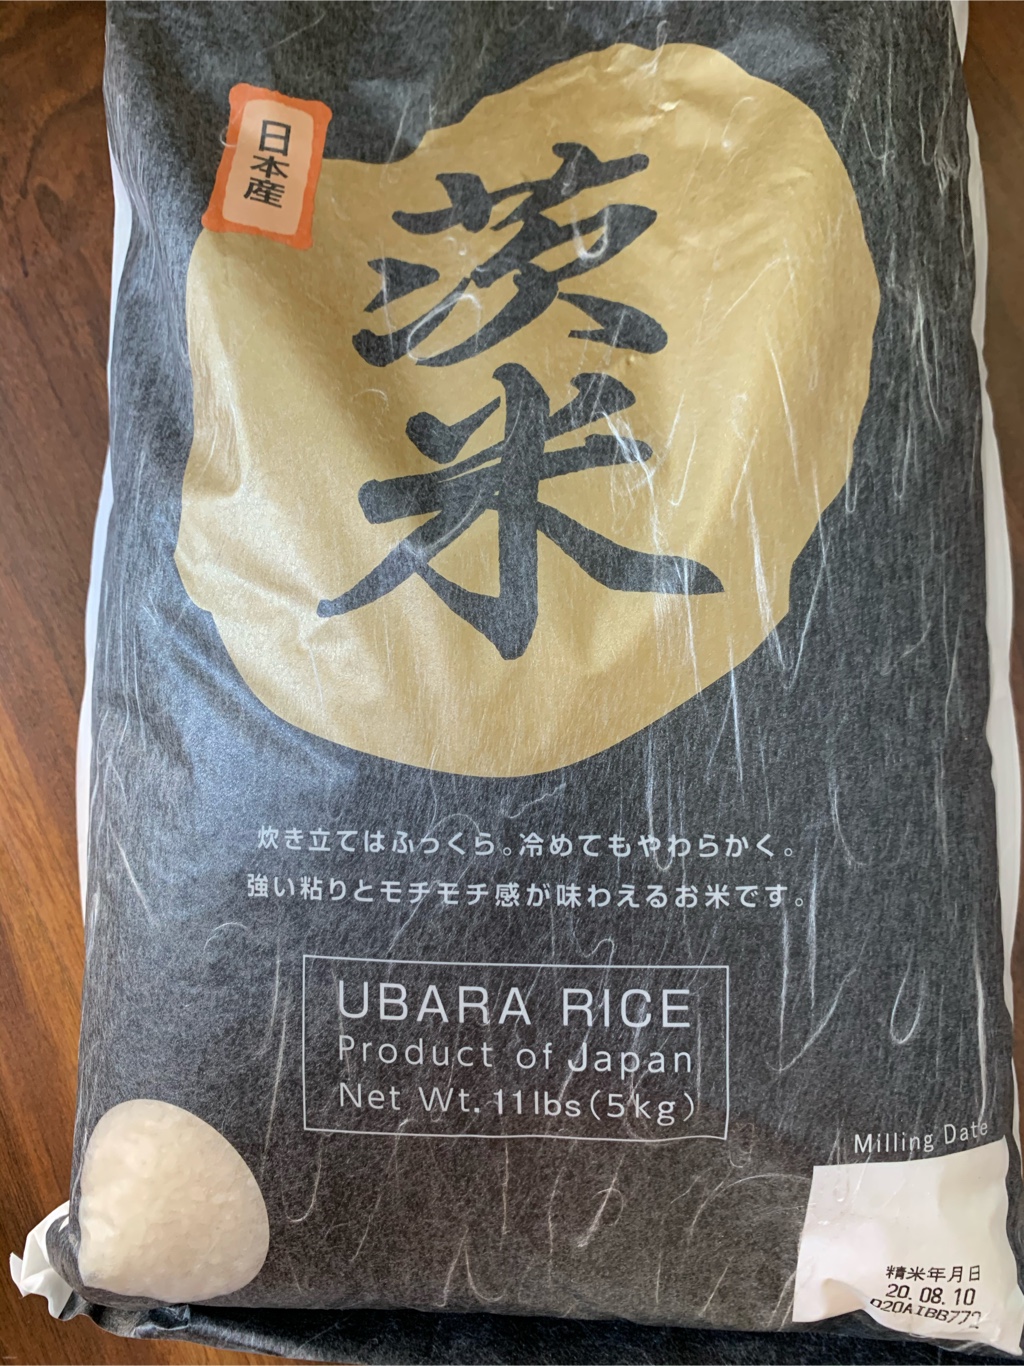 日本産
茨米
炊き立てはふっくら。冷めてもやわらかく。
強い粘りとモチモチ感が味わえるお米です。
UBARA RICE
Product of Japan
Net Wt. 11lbs(5kg)
Milling Date
精米年月日
20.08.10